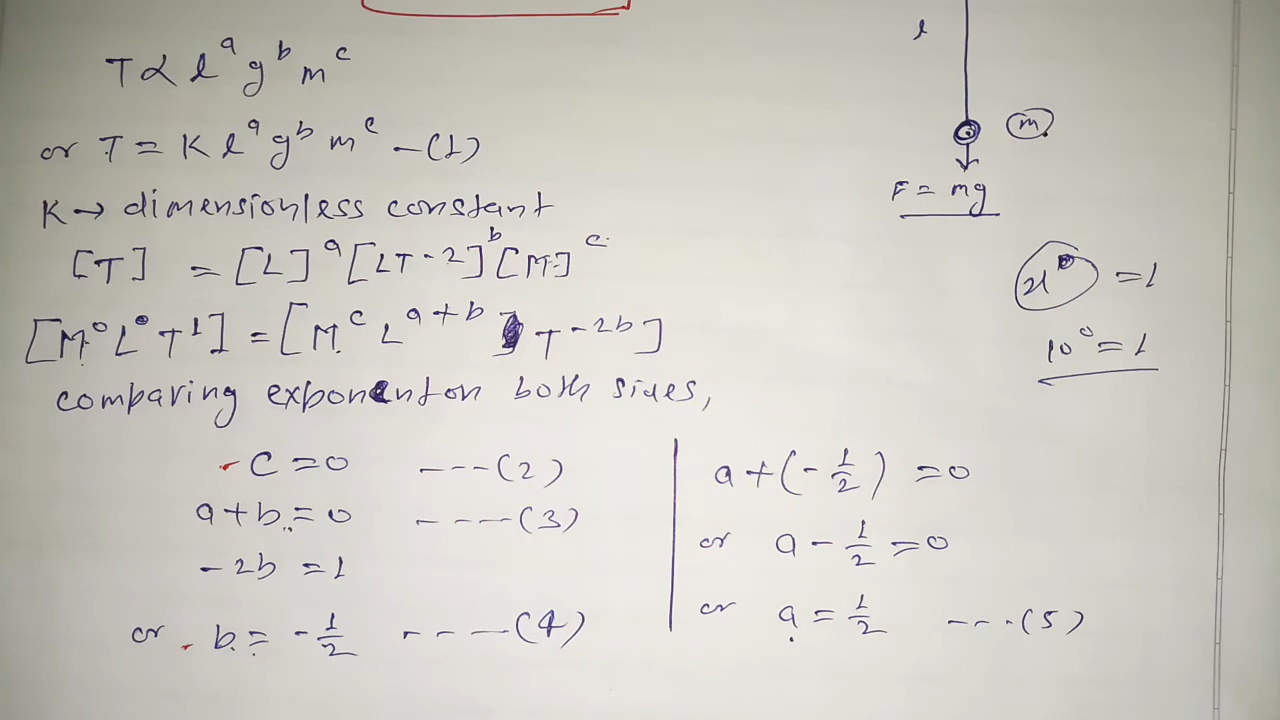 T ∝ l^a g^b m^c
or T = K l^a g^b m^c - (1)
K → dimensionless constant
[T] = [L]^a [LT-2]^b [M]^c
[M^0 L^0 T^1] = [M^c L^a+b T^-2b]
comparing exponent on both sides,
c = 0 ---(2)
a + b = 0 ----(3)
- 2b = 1
or b = - 1/2 ----(4)
a + (- 1/2) = 0
or a - 1/2 = 0
or a = 1/2 ---(5)
l
m
F = mg
x^0 = 1
10^0 = 1